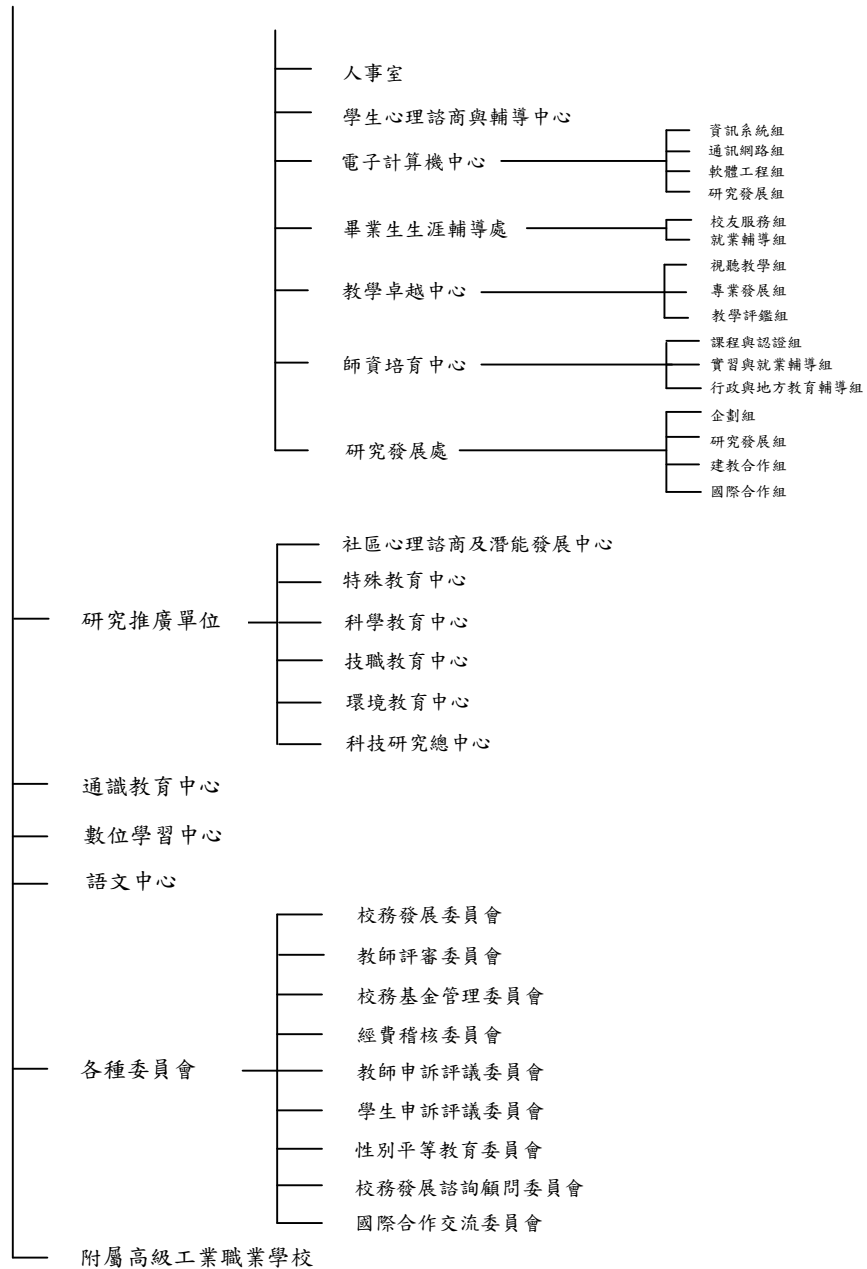 人事室
學生心理諮商與輔導中心
電子計算機中心
資訊系統組
通訊網路組
軟體工程組
研究發展組
畢業生生涯輔導處
校友服務組
就業輔導組
教學卓越中心
視聽教學組
專業發展組
教學評鑑組
師資培育中心
課程與認證組
實習與就業輔導組
行政與地方教育輔導組
研究發展處
企劃組
研究發展組
建教合作組
國際合作組
研究推廣單位
社區心理諮商及潛能發展中心
特殊教育中心
科學教育中心
技職教育中心
環境教育中心
科技研究總中心
通識教育中心
數位學習中心
語文中心
各種委員會
校務發展委員會
教師評審委員會
校務基金管理委員會
經費稽核委員會
教師申訴評議委員會
學生申訴評議委員會
性別平等教育委員會
校務發展諮詢顧問委員會
國際合作交流委員會
附屬高級工業職業學校